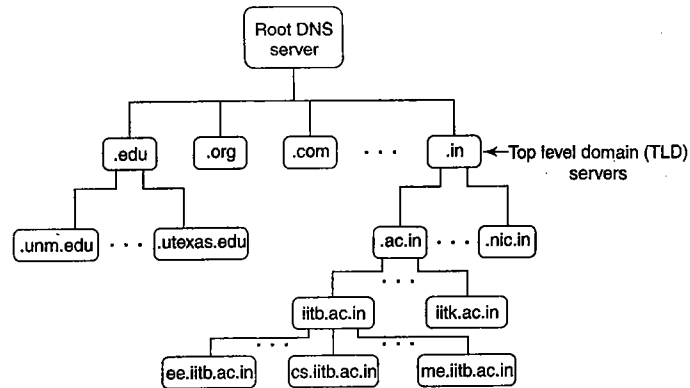 Root DNS
server
.edu
.org
.com
. . .
.in
Top level domain (TLD)
servers
.unm.edu
. . .
.utexas.edu
.ac.in
. . .
.nic.in
. . .
iitb.ac.in
iitk.ac.in
. . .
. . .
ee.iitb.ac.in
cs.iitb.ac.in
me.iitb.ac.in